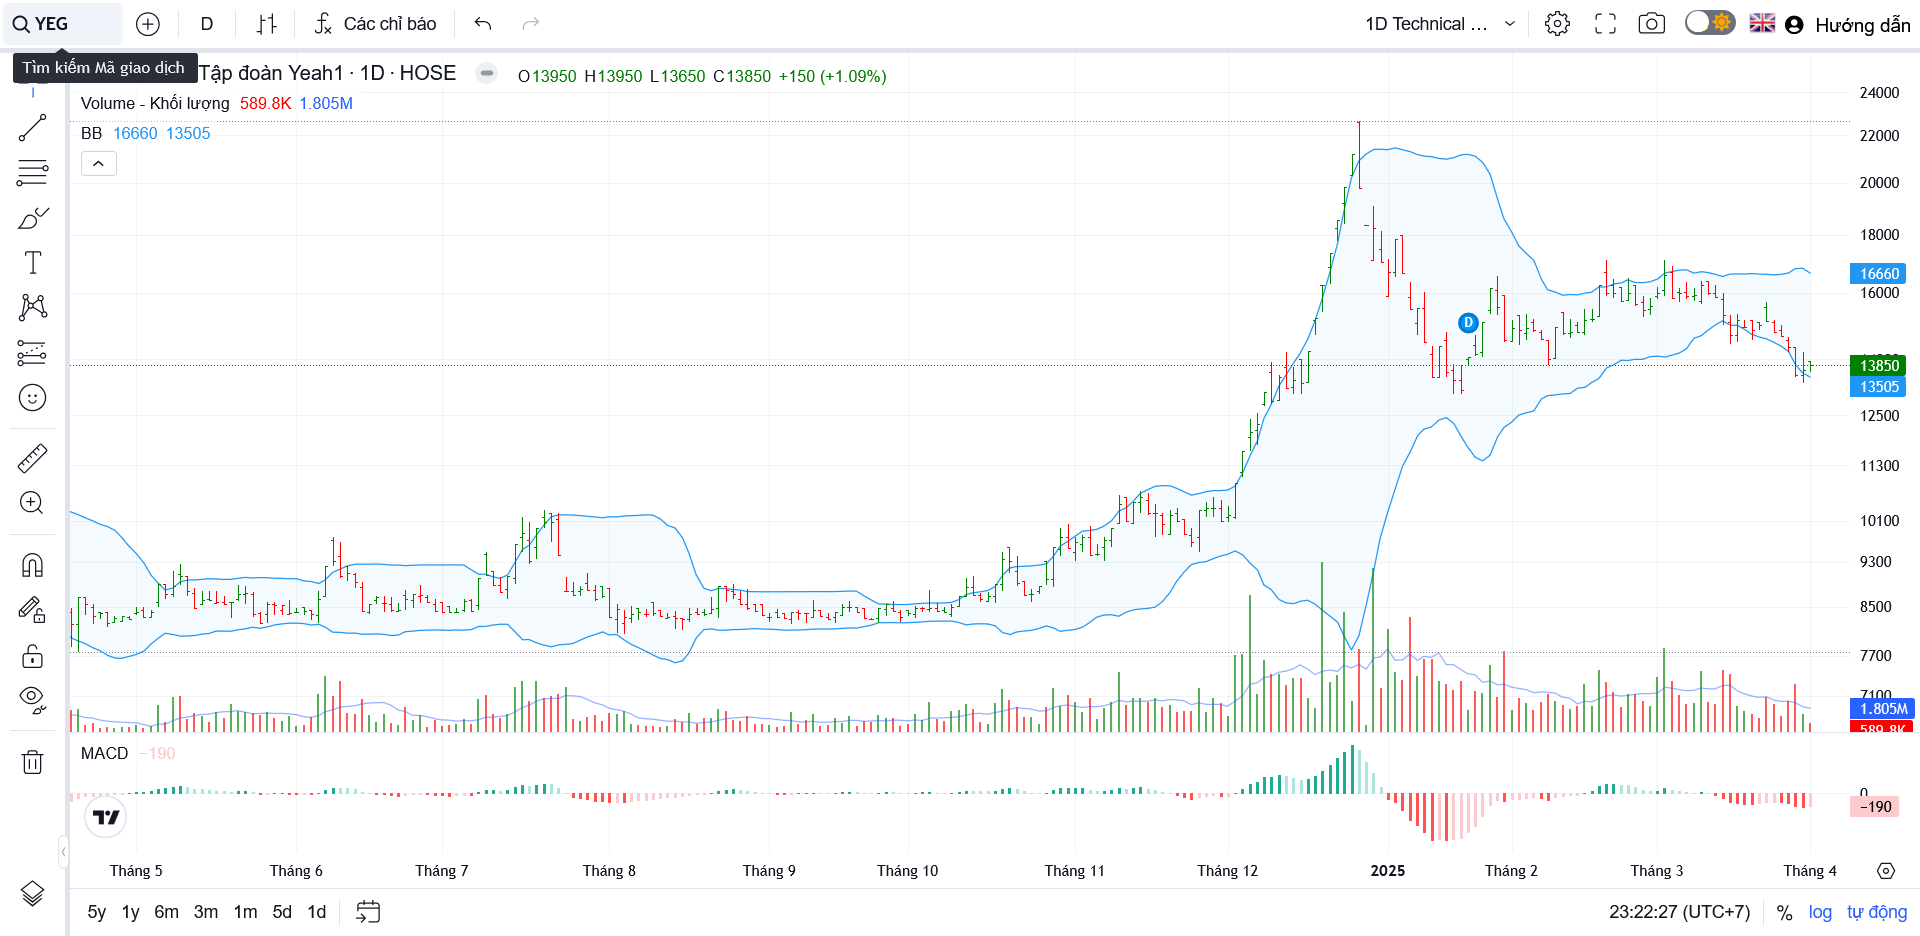 YEG D Các chỉ báo 1D Technical ... Hướng dẫn
Tìm kiếm Mã giao dịch
Tập đoàn Yeah1 · 1D · HOSE O13950 H13950 L13650 C13850 +150 (+1.09%)
Volume - Khối lượng 589.8K 1.805M
BB 16660 13505
24000
22000
20000
18000
16660
16000
D
13850
13505
12500
11300
10100
9300
8500
7700
7100
1.805M
589.8K
MACD −190
0
−190
Tháng 5 Tháng 6 Tháng 7 Tháng 8 Tháng 9 Tháng 10 Tháng 11 Tháng 12 2025 Tháng 2 Tháng 3 Tháng 4
5y 1y 6m 3m 1m 5d 1d 23:22:27 (UTC+7) % log tự động